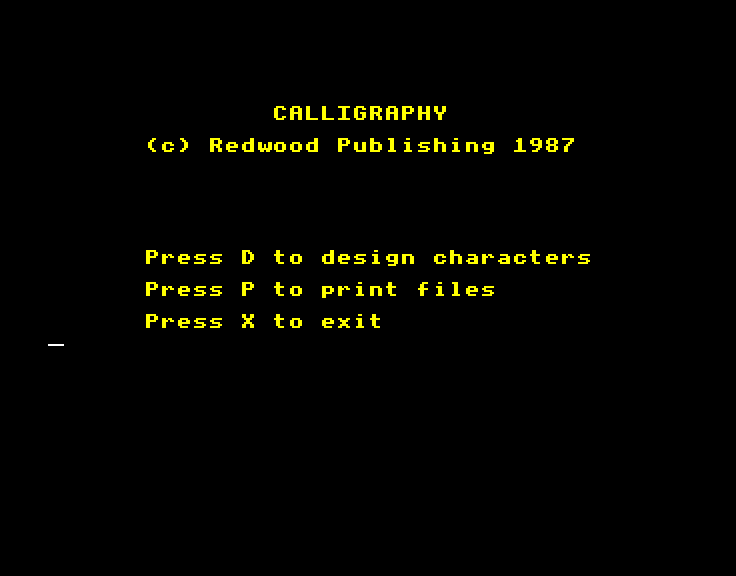 CALLIGRAPHY
(c) Redwood Publishing 1987
Press D to design characters
Press P to print files
Press X to exit